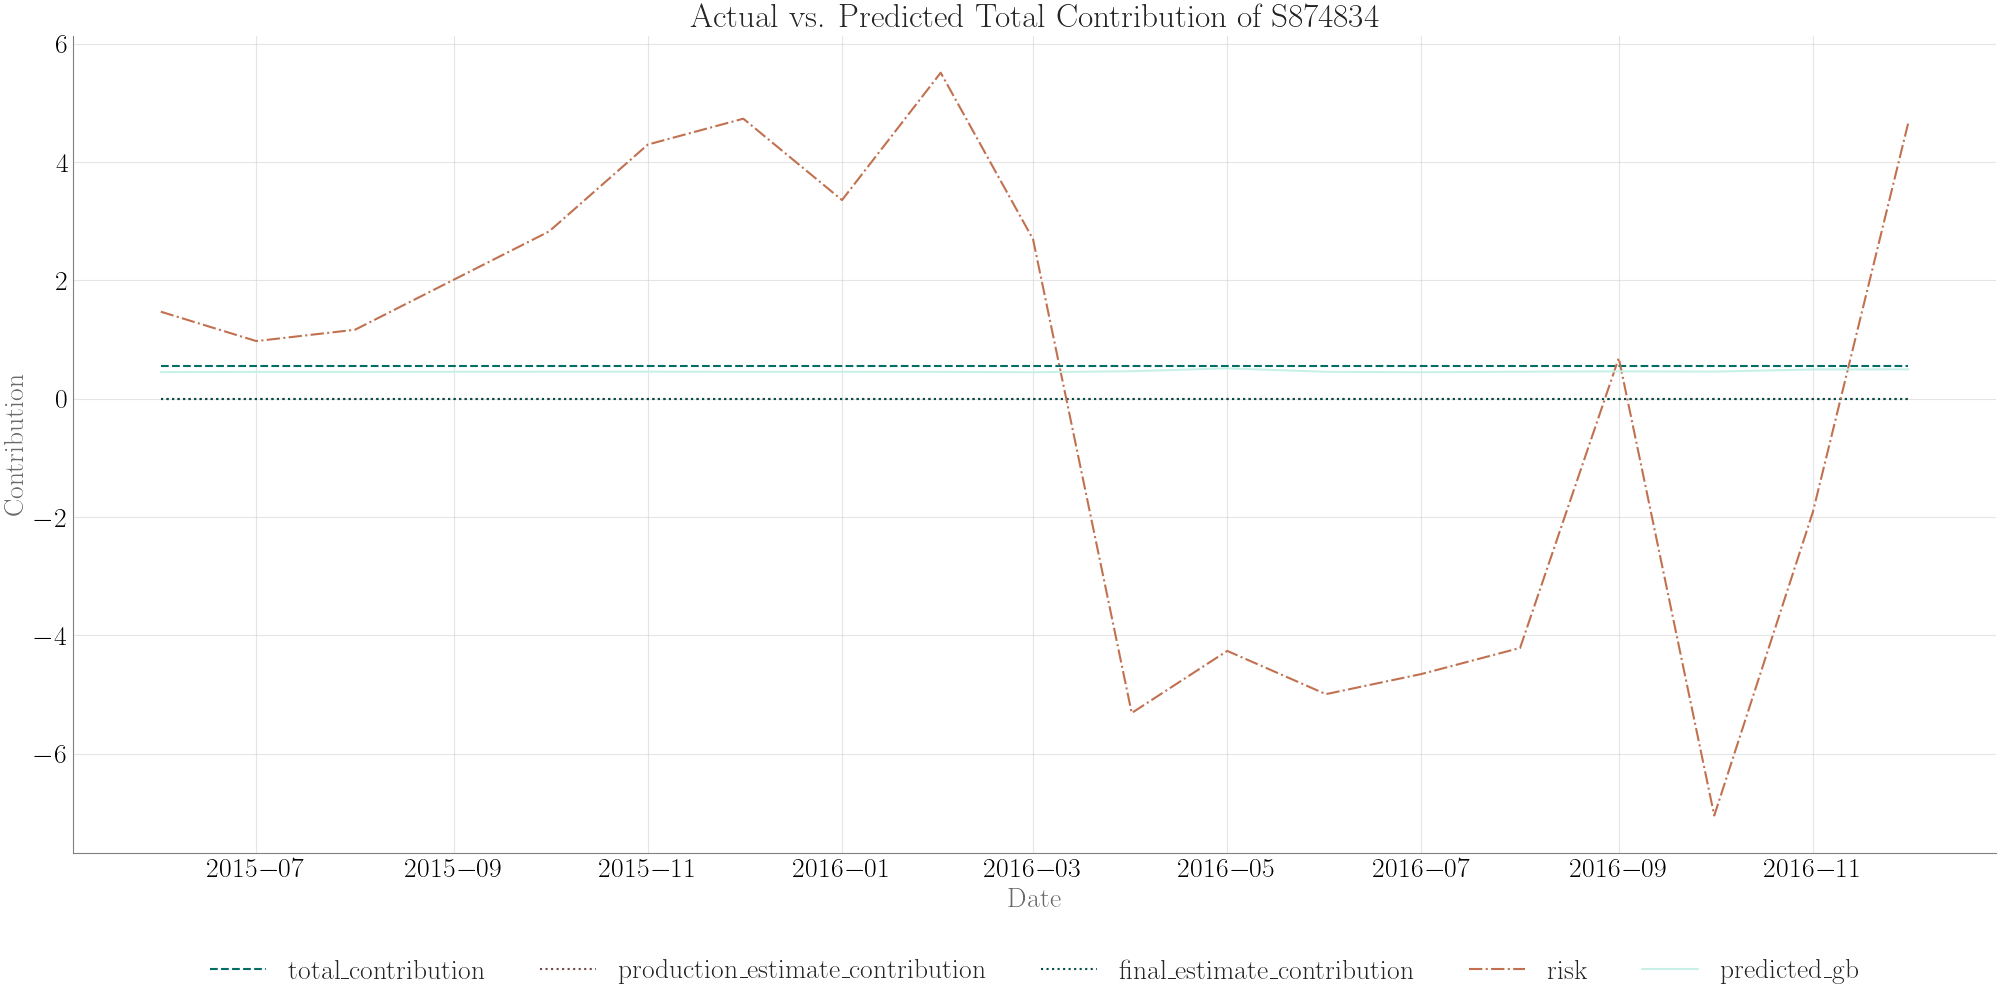 Actual vs. Predicted Total Contribution of S874834
6
4
2
0
−2
−4
−6
Contribution
2015−07 2015−09 2015−11 2016−01 2016−03 2016−05 2016−07 2016−09 2016−11
Date
total_contribution production_estimate_contribution final_estimate_contribution risk predicted_gb